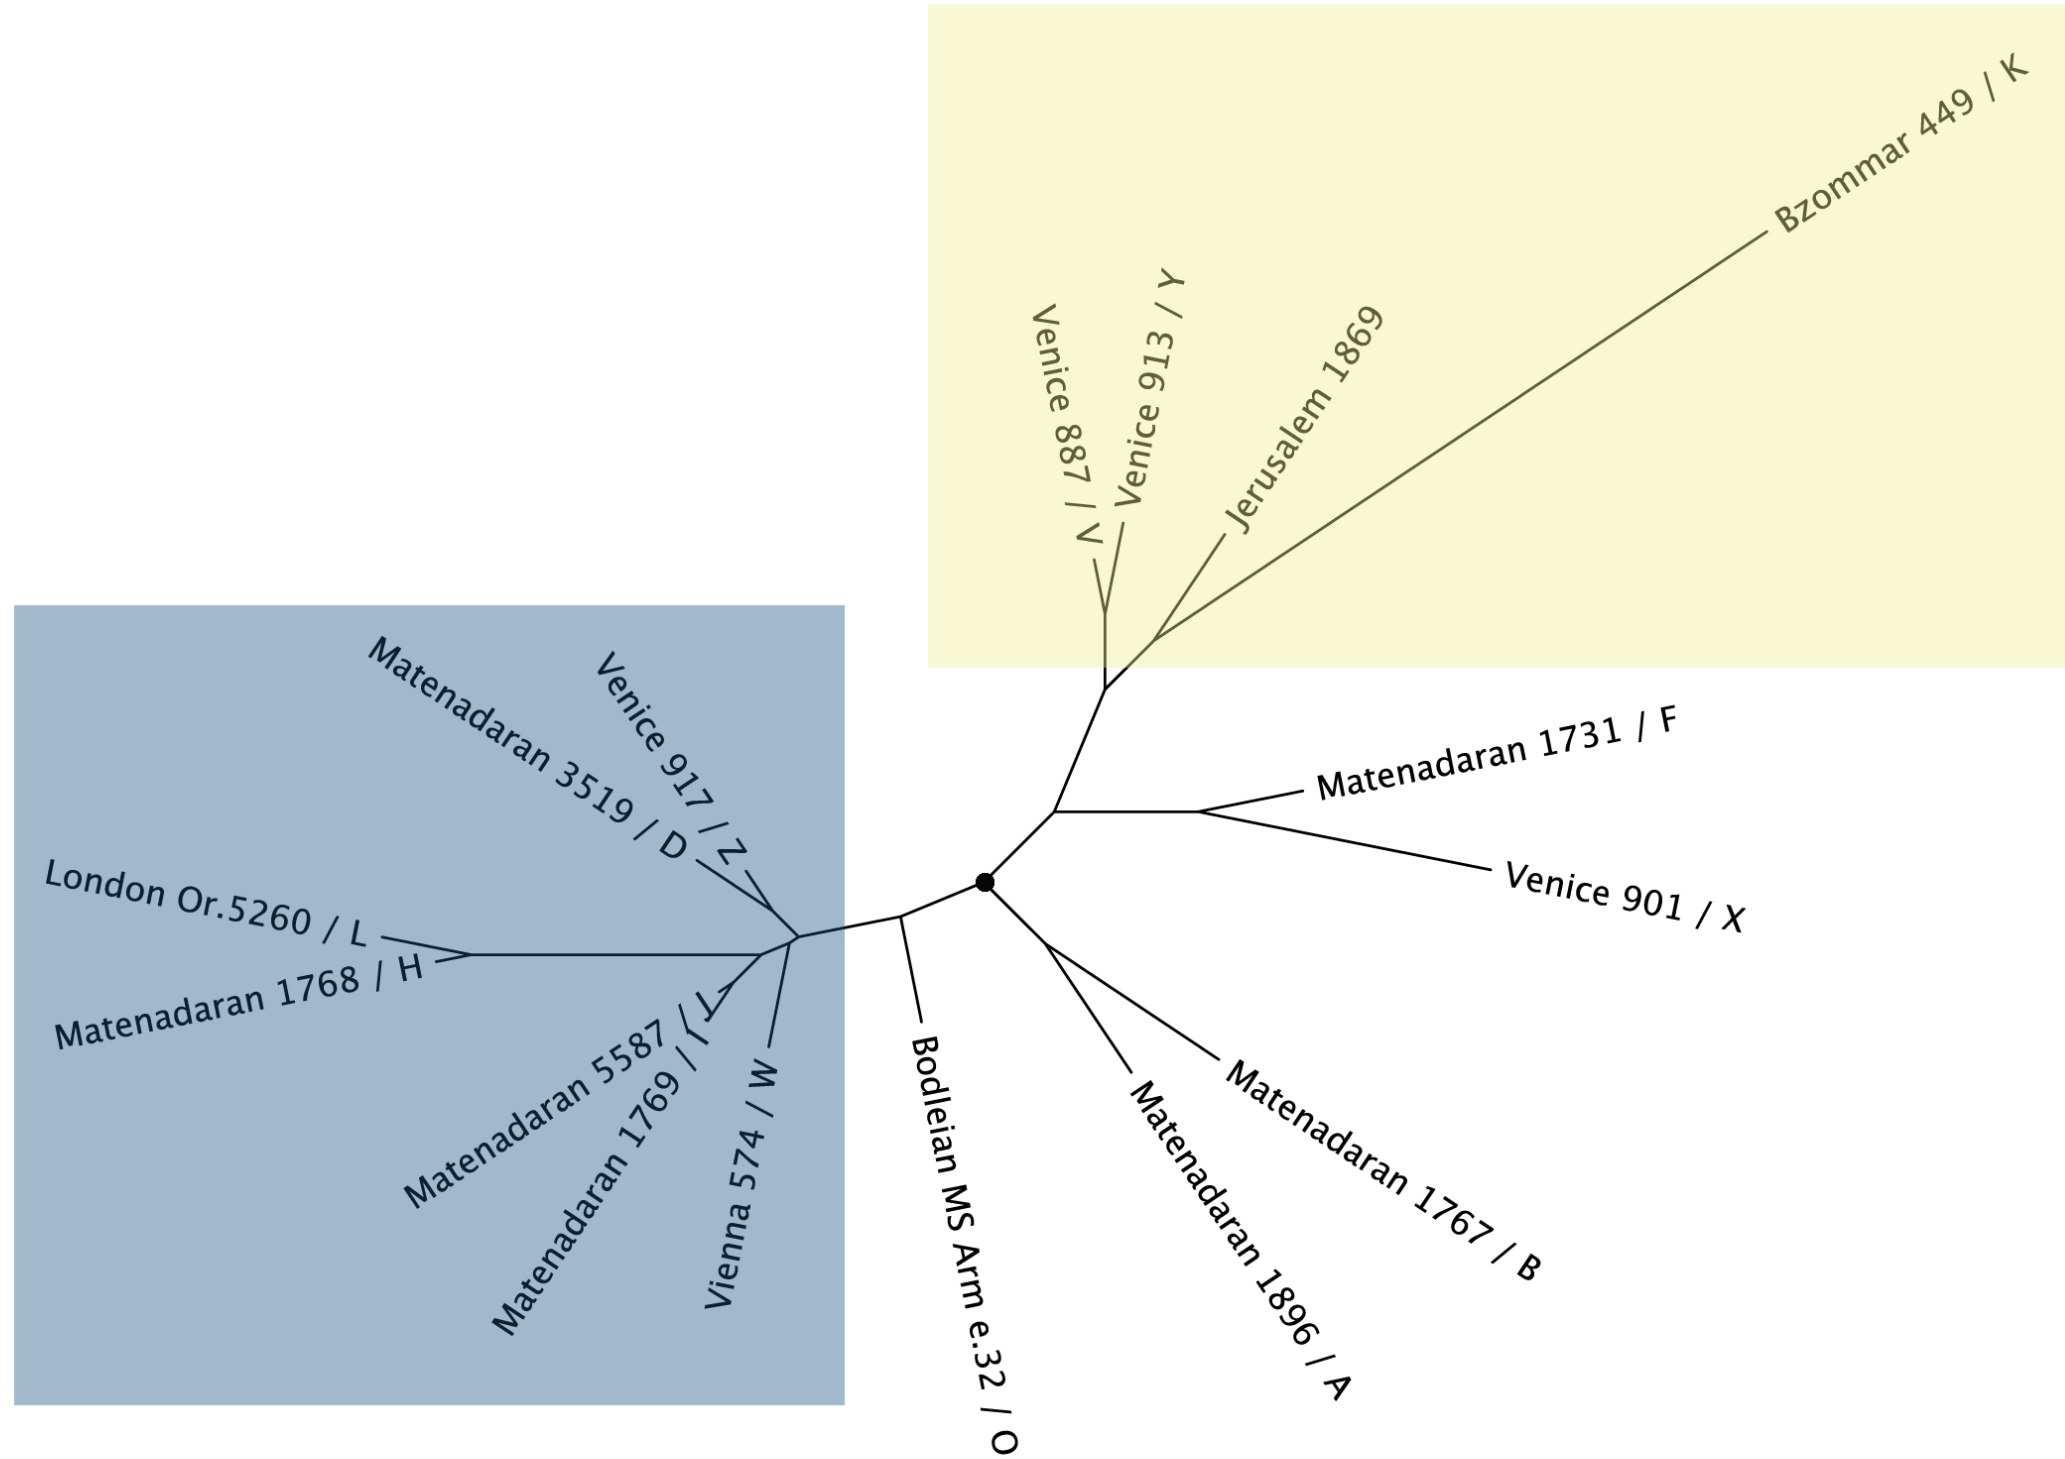 Bzommar 449 / K
Venice 887 / V
Venice 913 / Y
Jerusalem 1869
Matenadaran 1731 / F
Venice 901 / X
Venice 917 / Z
Matenadaran 3519 / D
London Or.5260 / L
Matenadaran 1768 / H
Matenadaran 5587 / J
Matenadaran 1769 / I
Vienna 574 / W
Bodleian MS Arm e.32 / O
Matenadaran 1896 / A
Matenadaran 1767 / B